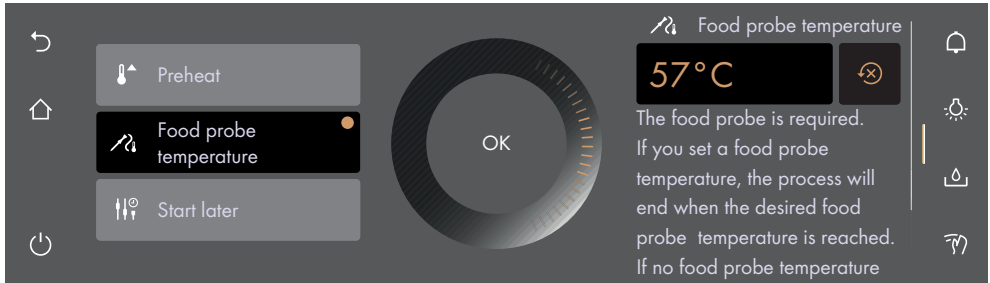 Preheat
Food probe
temperature
Start later
OK
Food probe temperature
57°C
The food probe is required.
If you set a food probe
temperature, the process will
end when the desired food
probe temperature is reached.
If no food probe temperature